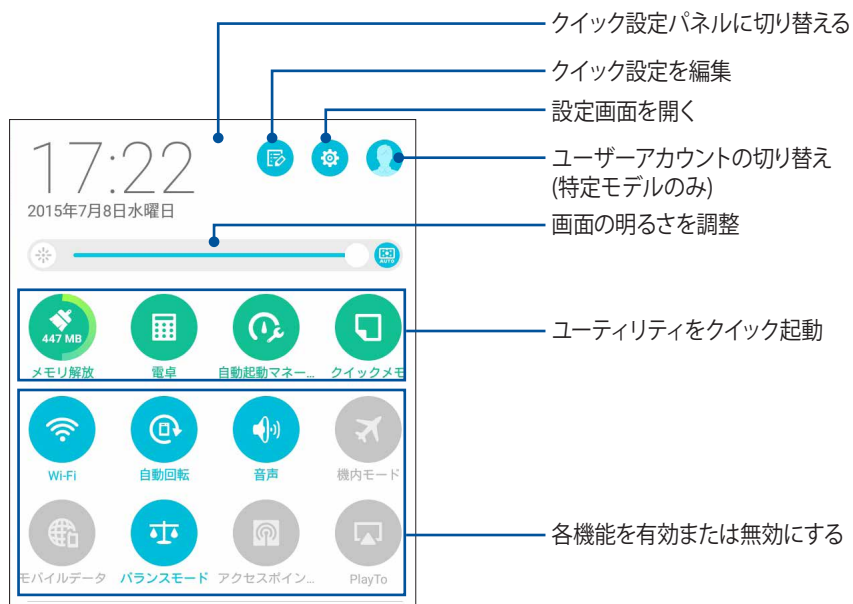 クイック設定パネルに切り替える
クイック設定を編集
設定画面を開く
ユーザーアカウントの切り替え
(特定モデルのみ)
画面の明るさを調整
17:22
2015年7月8日水曜日
AUTO
ユーティリティをクイック起動
447 MB
メモリ解放
電卓
自動起動マネー...
クイックメモ
Wi-Fi
自動回転
音声
機内モード
各機能を有効または無効にする
モバイルデータ
バランスモード
アクセスポイン...
PlayTo